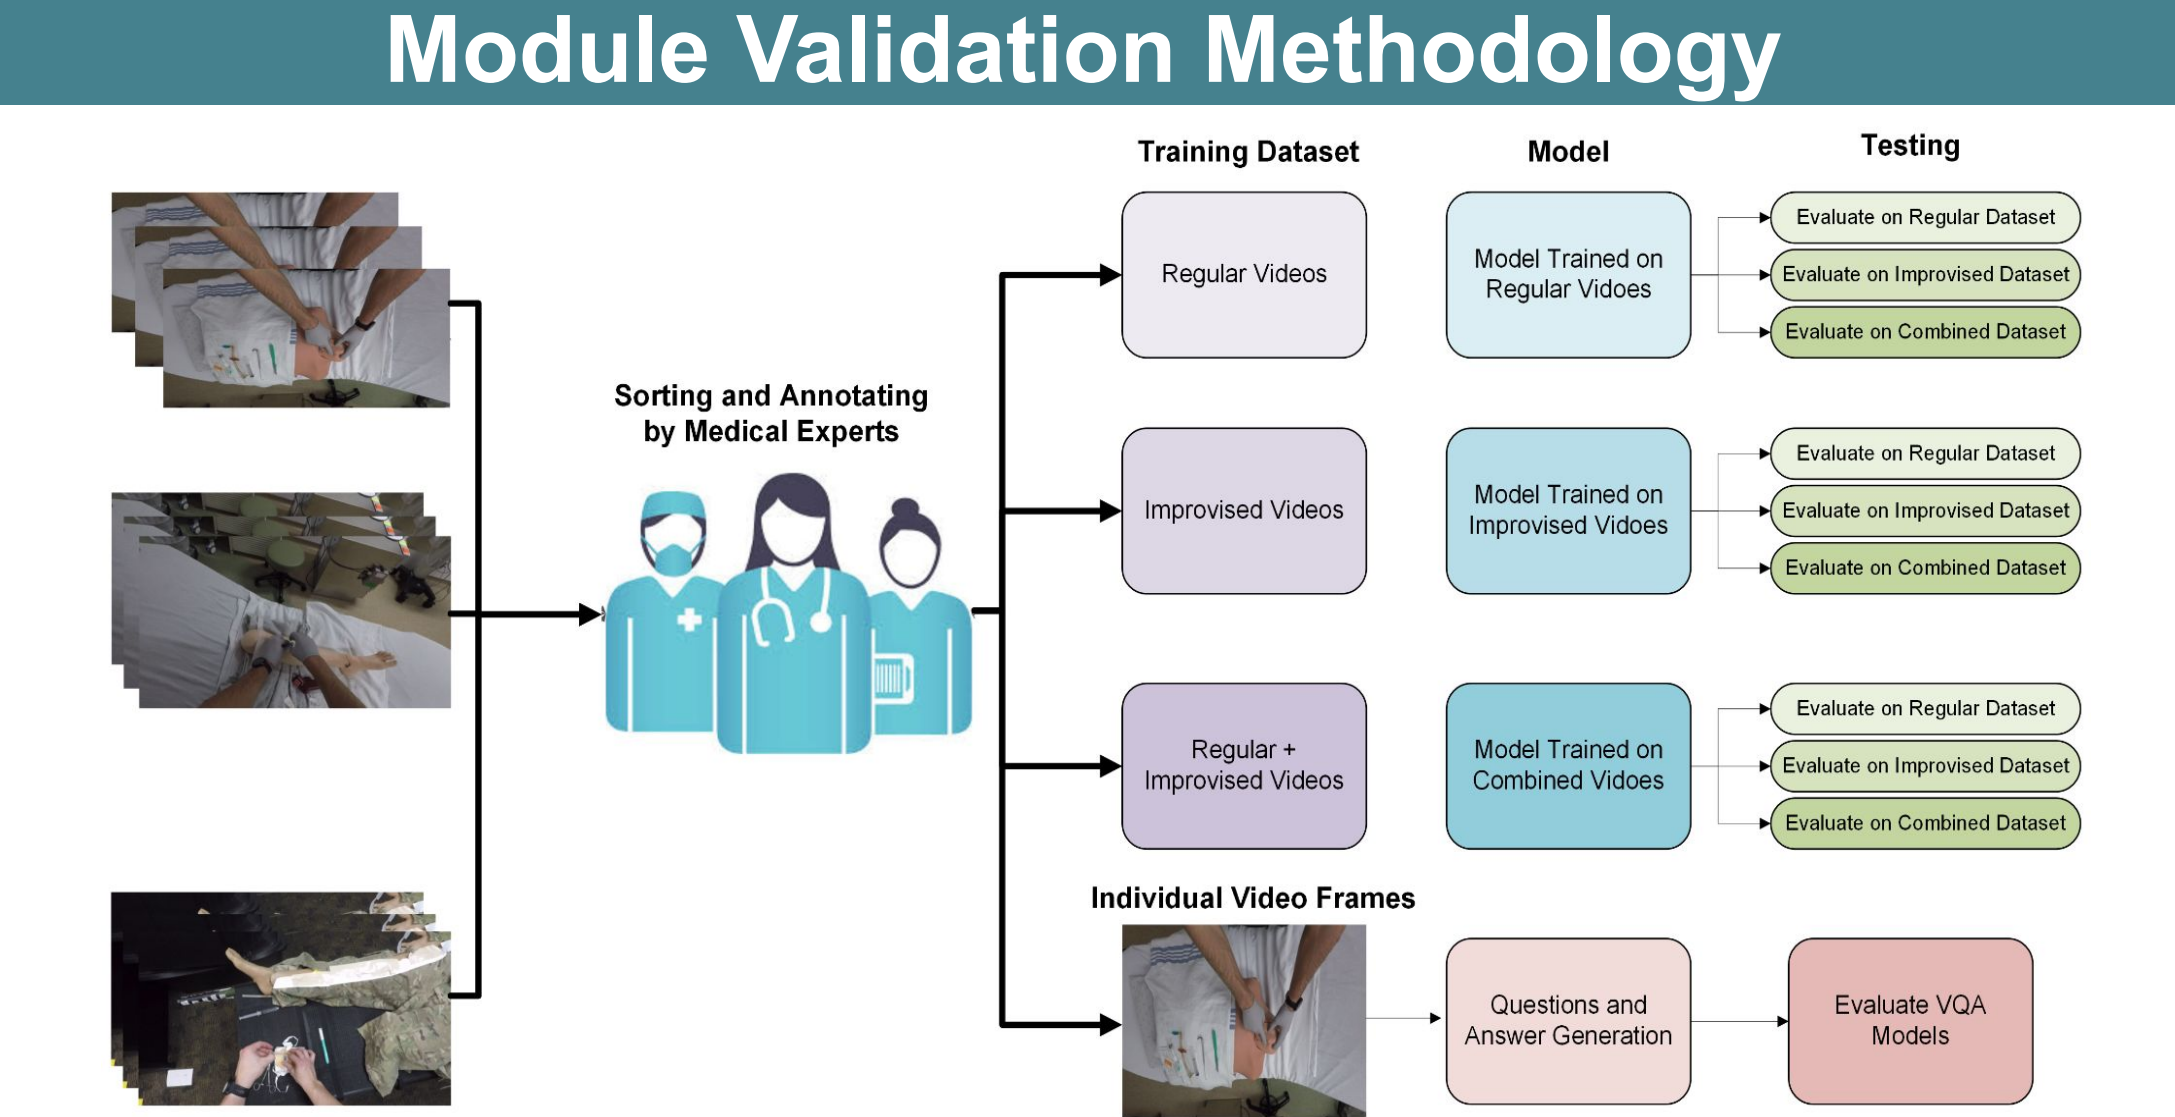 Module Validation Methodology
Training Dataset
Model
Testing
Sorting and Annotating
by Medical Experts
Regular Videos
Model Trained on
Regular Vidoes
Evaluate on Regular Dataset
Evaluate on Improvised Dataset
Evaluate on Combined Dataset
Improvised Videos
Model Trained on
Improvised Vidoes
Evaluate on Regular Dataset
Evaluate on Improvised Dataset
Evaluate on Combined Dataset
Regular +
Improvised Videos
Model Trained on
Combined Vidoes
Evaluate on Regular Dataset
Evaluate on Improvised Dataset
Evaluate on Combined Dataset
Individual Video Frames
Questions and
Answer Generation
Evaluate VQA
Models